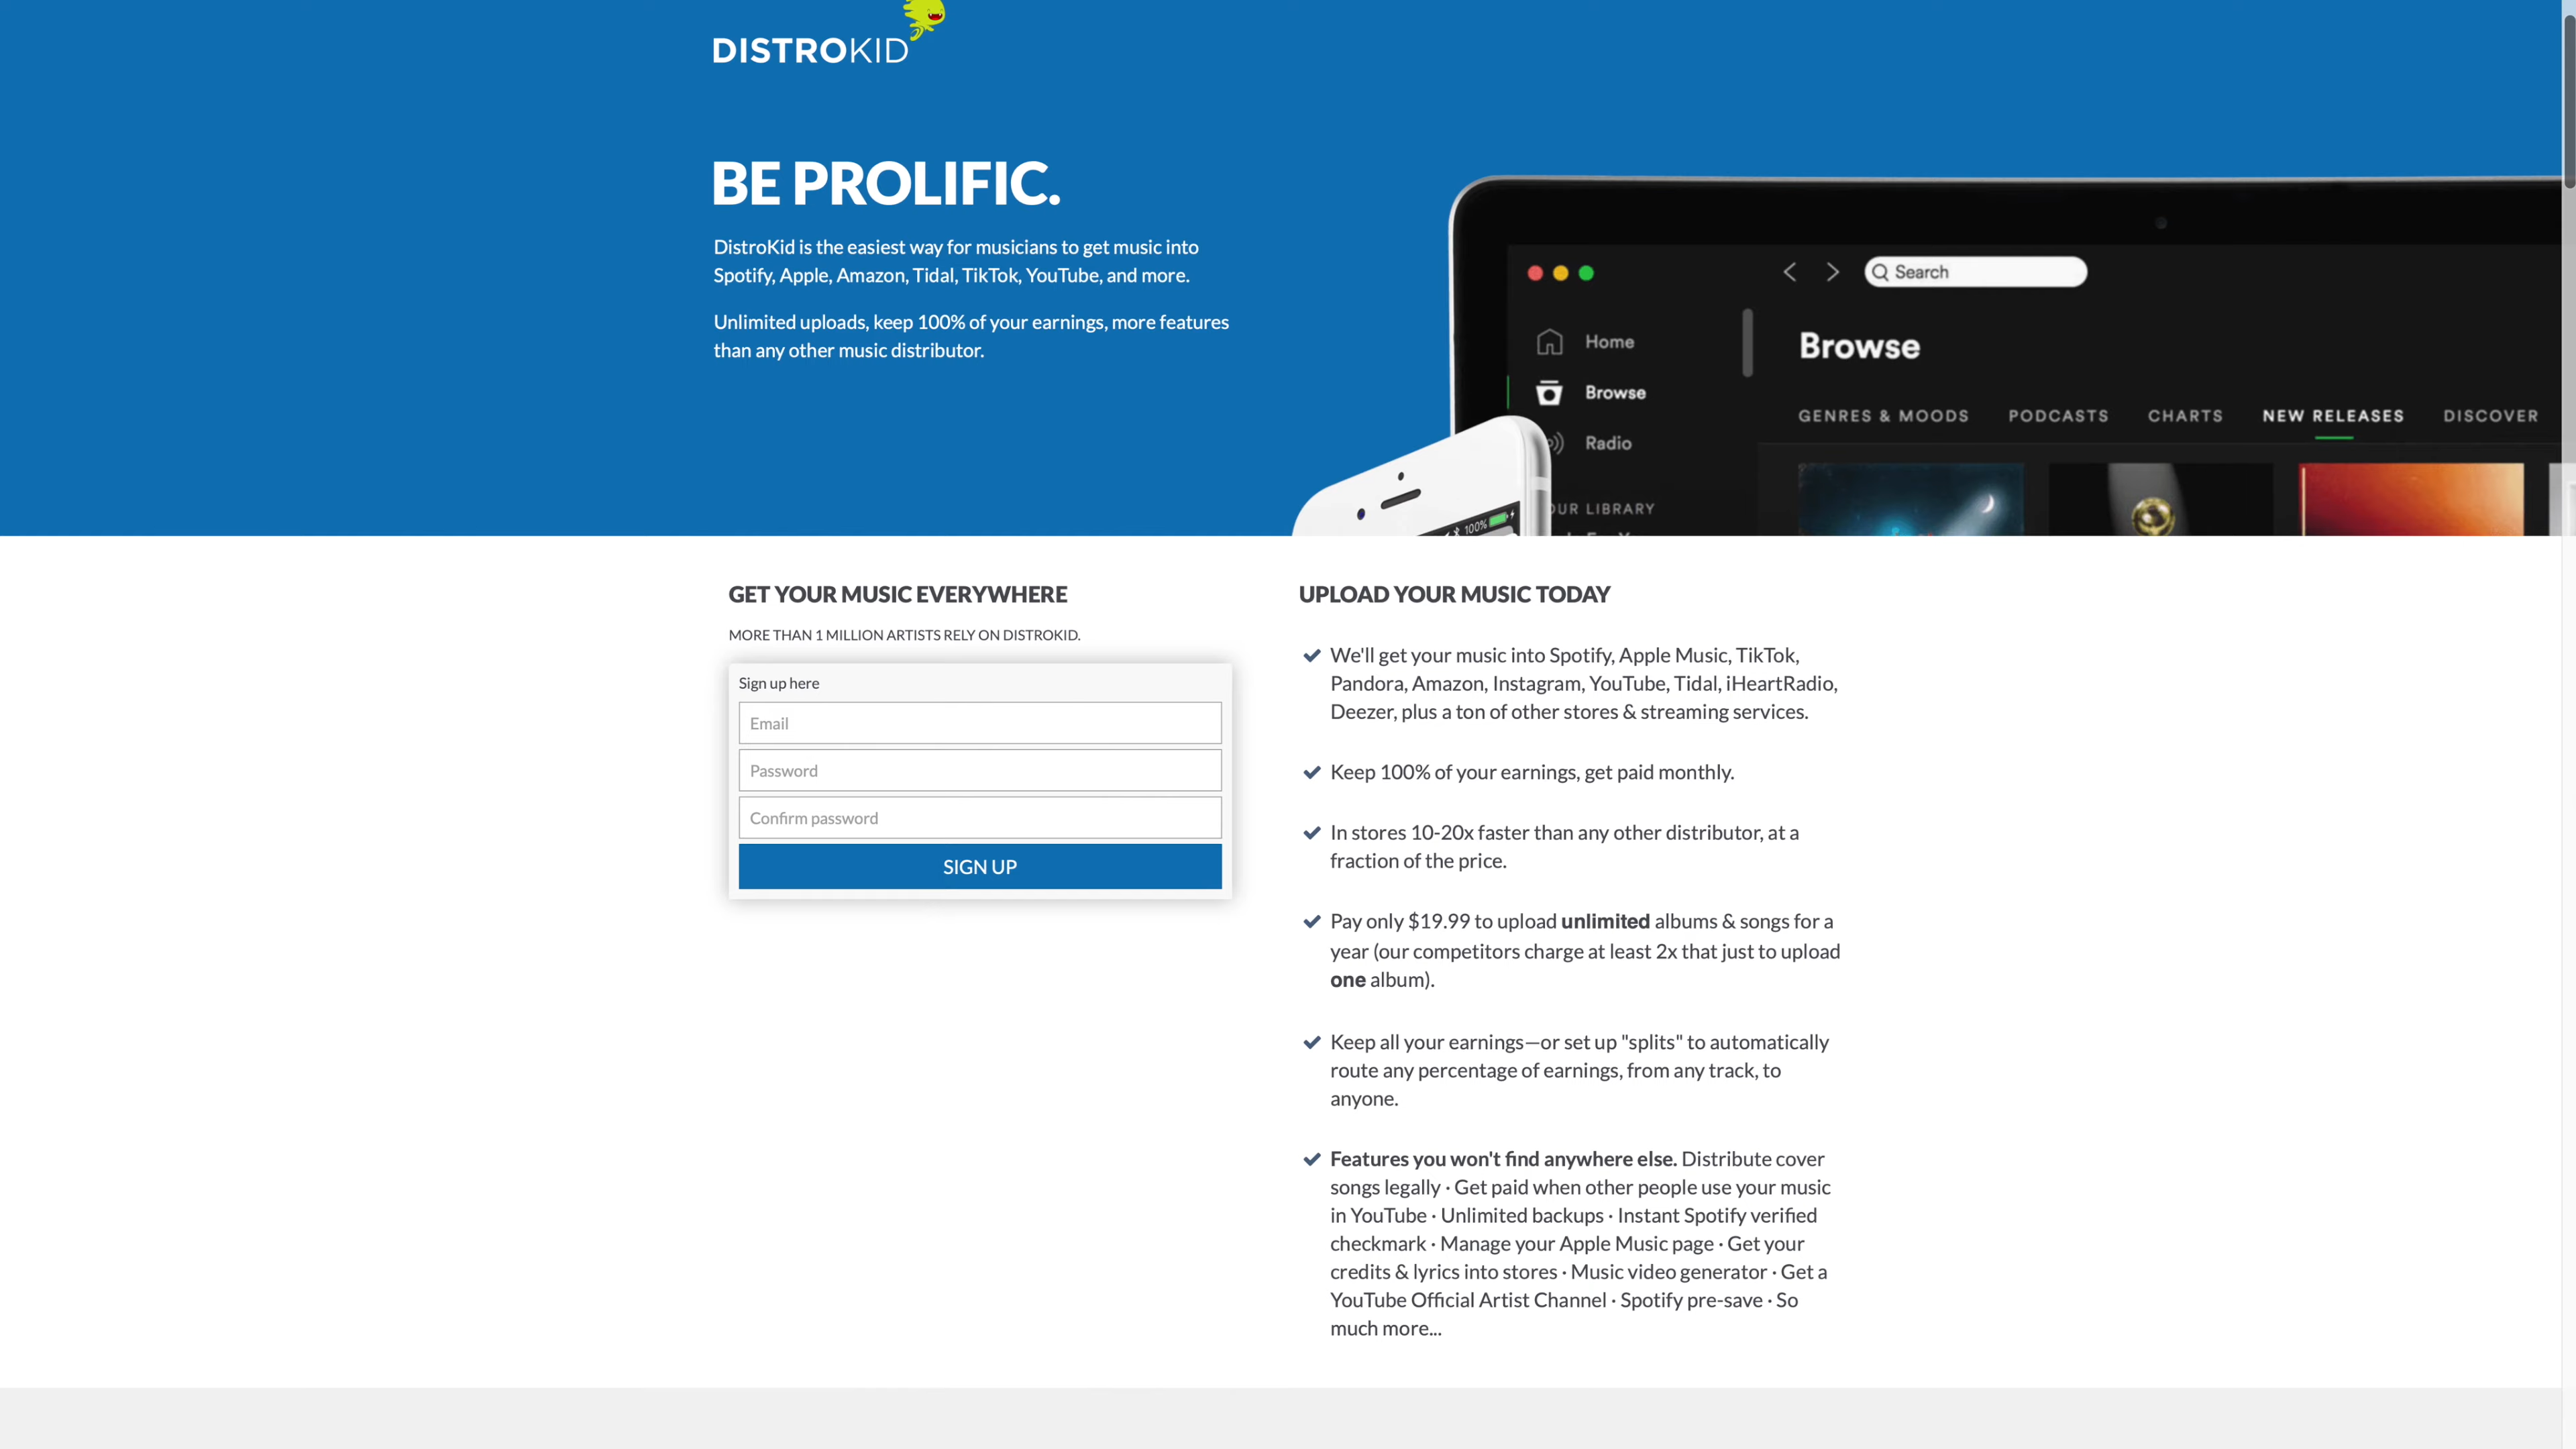 DISTROKID
BE PROLIFIC.
DistroKid is the easiest way for musicians to get music into
Spotify, Apple, Amazon, Tidal, TikTok, YouTube, and more.
Unlimited uploads, keep 100% of your earnings, more features
than any other music distributor.
Search
Home
Browse
Radio
OUR LIBRARY
Browse
GENRES & MOODS PODCASTS CHARTS NEW RELEASES DISCOVER
100%
GET YOUR MUSIC EVERYWHERE
MORE THAN 1 MILLION ARTISTS RELY ON DISTROKID.
Sign up here
Email
Password
Confirm password
SIGN UP
UPLOAD YOUR MUSIC TODAY
We'll get your music into Spotify, Apple Music, TikTok,
Pandora, Amazon, Instagram, YouTube, Tidal, iHeartRadio,
Deezer, plus a ton of other stores & streaming services.
Keep 100% of your earnings, get paid monthly.
In stores 10-20x faster than any other distributor, at a
fraction of the price.
Pay only $19.99 to upload unlimited albums & songs for a
year (our competitors charge at least 2x that just to upload
one album).
Keep all your earnings—or set up "splits" to automatically
route any percentage of earnings, from any track, to
anyone.
Features you won't find anywhere else. Distribute cover
songs legally · Get paid when other people use your music
in YouTube · Unlimited backups · Instant Spotify verified
checkmark · Manage your Apple Music page · Get your
credits & lyrics into stores · Music video generator · Get a
YouTube Official Artist Channel · Spotify pre-save · So
much more...